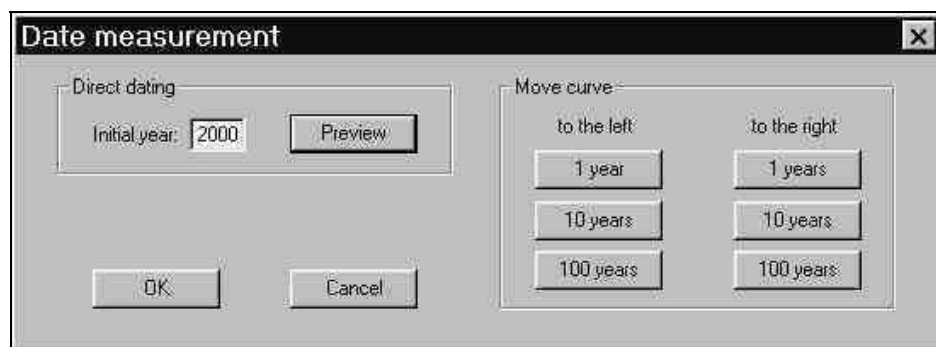 Date measurement
Direct dating
Initial year: 2000 Preview
OK Cancel
Move curve
to the left to the right
1 year 1 years
10 years 10 years
100 years 100 years